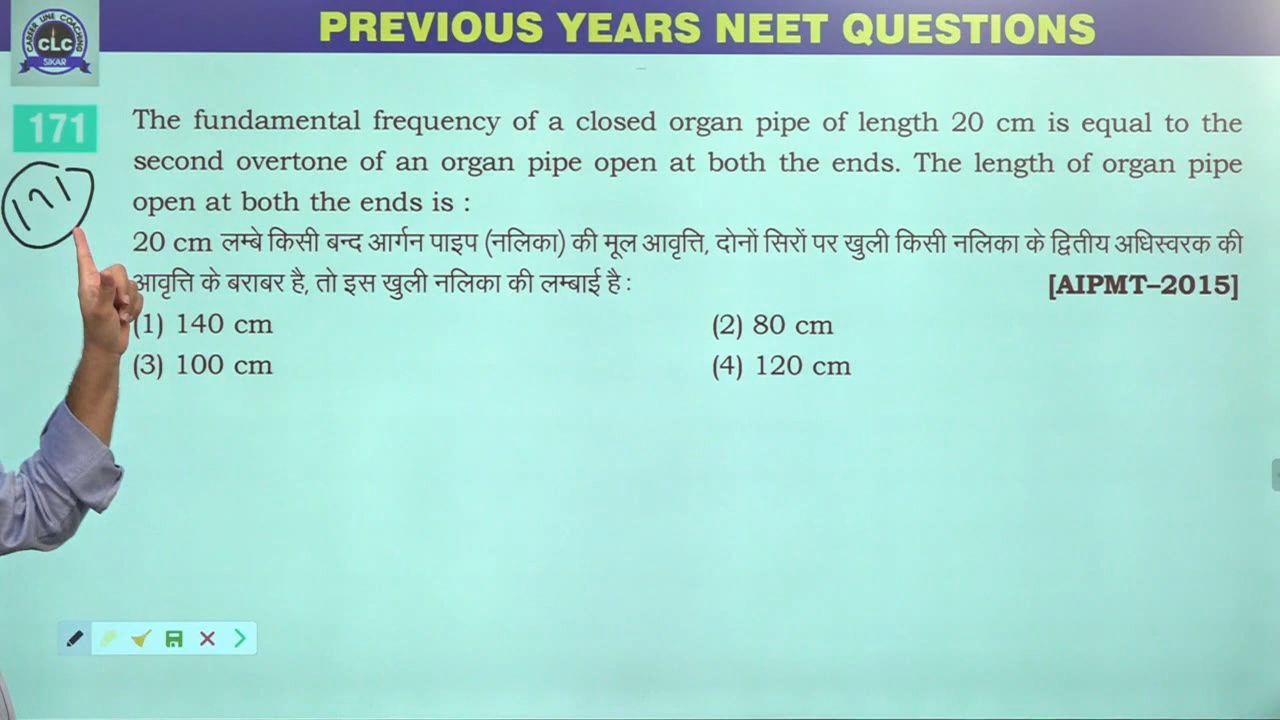 PREVIOUS YEARS NEET QUESTIONS
CAREER LINE COACHING
CLC
SIKAR
171
The fundamental frequency of a closed organ pipe of length 20 cm is equal to the
second overtone of an organ pipe open at both the ends. The length of organ pipe
171
open at both the ends is :
20 cm लम्बे किसी बन्द आर्गन पाइप (नलिका) की मूल आवृत्ति, दोनों सिरों पर खुली किसी नलिका के द्वितीय अधिस्वरक की
आवृत्ति के बराबर है, तो इस खुली नलिका की लम्बाई है :
[AIPMT–2015]
(1) 140 cm
(2) 80 cm
(3) 100 cm
(4) 120 cm